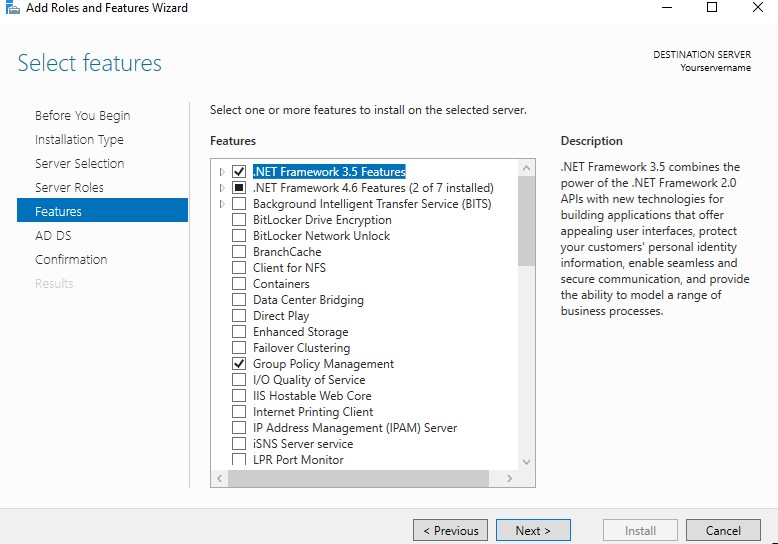 Add Roles and Features Wizard
Select features
DESTINATION SERVER
Yourservername
Before You Begin
Installation Type
Server Selection
Server Roles
Features
AD DS
Confirmation
Results
Select one or more features to install on the selected server.
Features
.NET Framework 3.5 Features
.NET Framework 4.6 Features (2 of 7 installed)
Background Intelligent Transfer Service (BITS)
BitLocker Drive Encryption
BitLocker Network Unlock
BranchCache
Client for NFS
Containers
Data Center Bridging
Direct Play
Enhanced Storage
Failover Clustering
Group Policy Management
I/O Quality of Service
IIS Hostable Web Core
Internet Printing Client
IP Address Management (IPAM) Server
iSNS Server service
LPR Port Monitor
Description
.NET Framework 3.5 combines the
power of the .NET Framework 2.0
APIs with new technologies for
building applications that offer
appealing user interfaces, protect
your customers' personal identity
information, enable seamless and
secure communication, and provide
the ability to model a range of
business processes.
< Previous
Next >
Install
Cancel